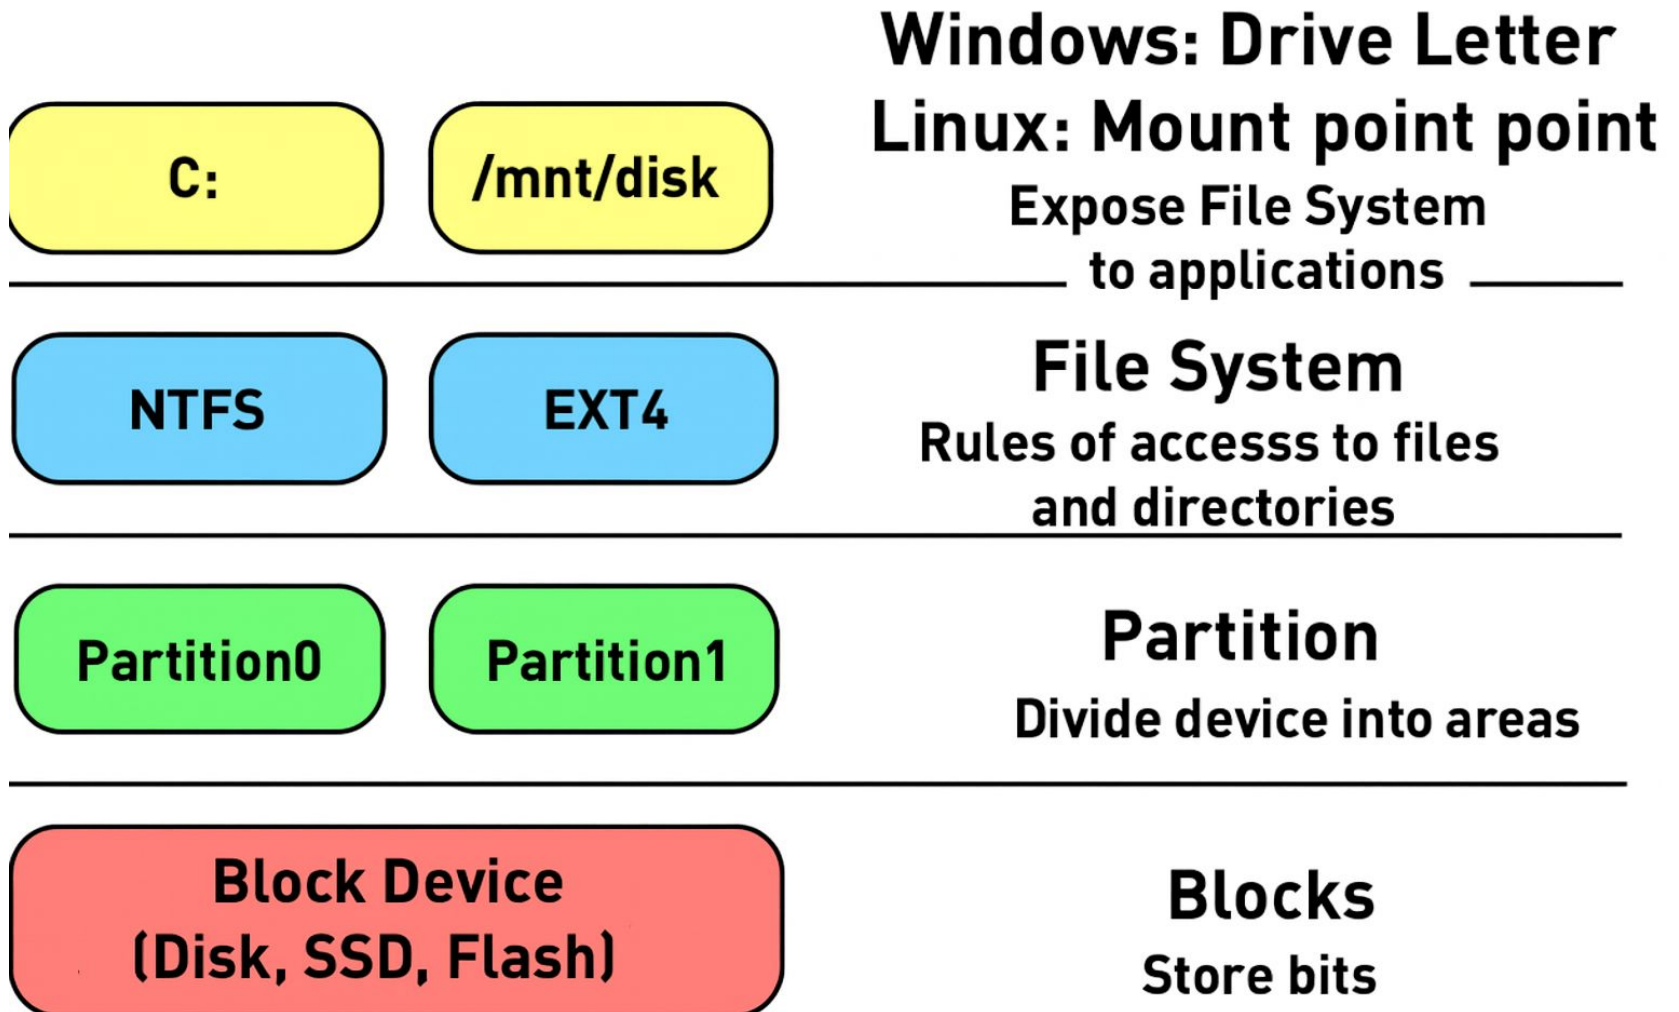 Windows: Drive Letter
Linux: Mount point point
C:
/mnt/disk
Expose File System
to applications
NTFS
EXT4
File System
Rules of accesss to files
and directories
Partition0
Partition1
Partition
Divide device into areas
Block Device
(Disk, SSD, Flash)
Blocks
Store bits